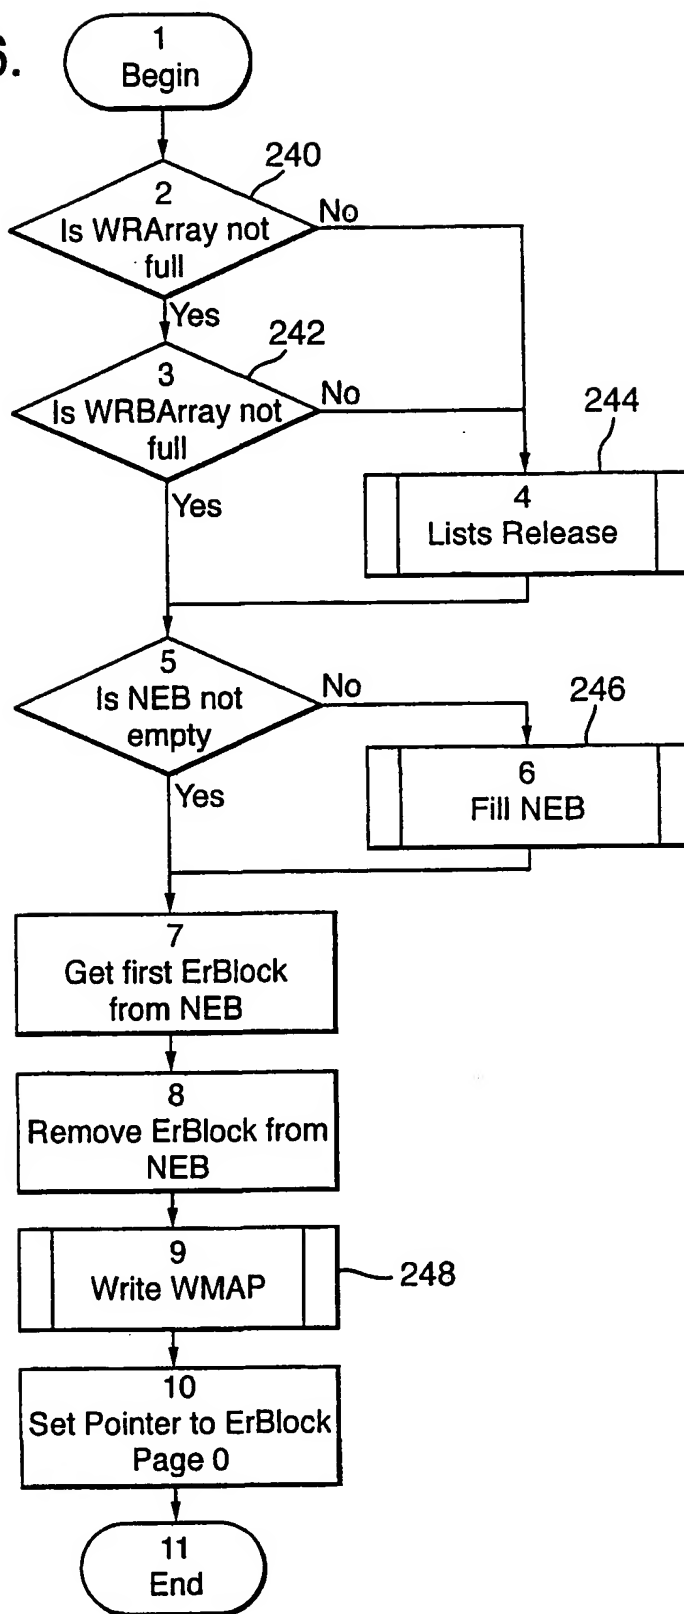 6.
1
Begin
240
2
Is WRArray not
full
No
Yes
242
3
Is WRBArray not
full
No
244
Yes
4
Lists Release
5
Is NEB not
empty
No
246
Yes
6
Fill NEB
7
Get first ErBlock
from NEB
8
Remove ErBlock from
NEB
9
Write WMAP
248
10
Set Pointer to ErBlock
Page 0
11
End